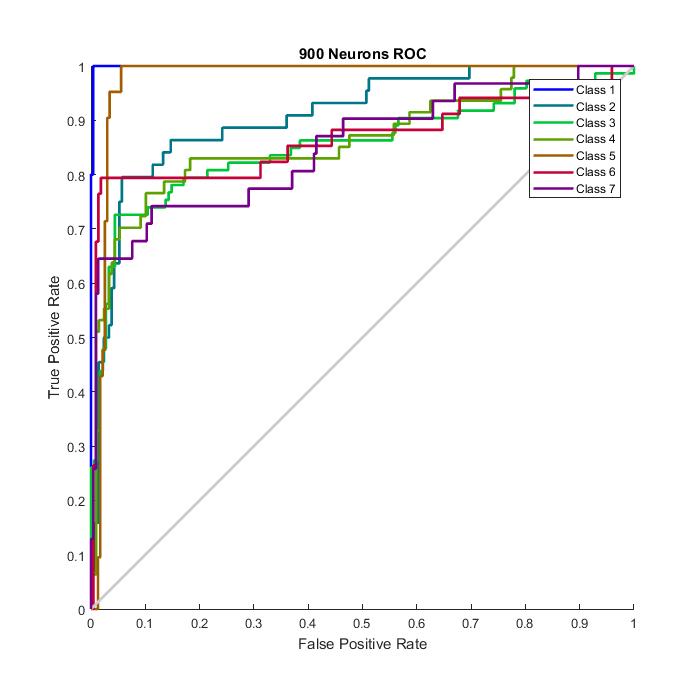 900 Neurons ROC
1
0.9
0.8
0.7
0.6
0.5
0.4
0.3
0.2
0.1
0
True Positive Rate
Class 1
Class 2
Class 3
Class 4
Class 5
Class 6
Class 7
0 0.1 0.2 0.3 0.4 0.5 0.6 0.7 0.8 0.9 1
False Positive Rate